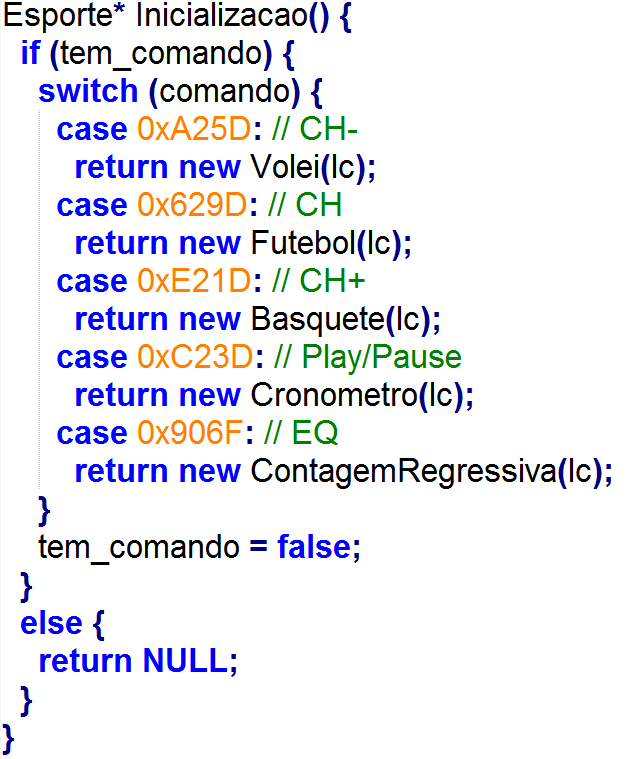 Esporte* Inicializacao() {
if (tem_comando) {
switch (comando) {
case 0xA25D: // CH-
return new Volei(lc);
case 0x629D: // CH
return new Futebol(lc);
case 0xE21D: // CH+
return new Basquete(lc);
case 0xC23D: // Play/Pause
return new Cronometro(lc);
case 0x906F: // EQ
return new ContagemRegressiva(lc);
}
tem_comando = false;
}
else {
return NULL;
}
}